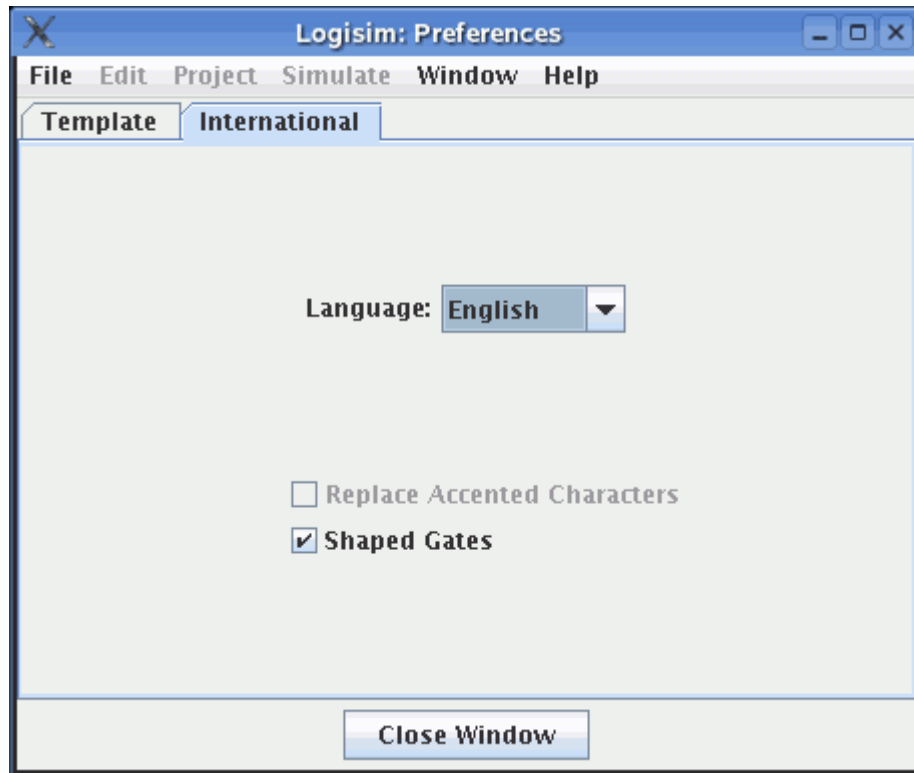 Logisim: Preferences
File Edit Project Simulate Window Help
Template International
Language: English
Replace Accented Characters
Shaped Gates
Close Window